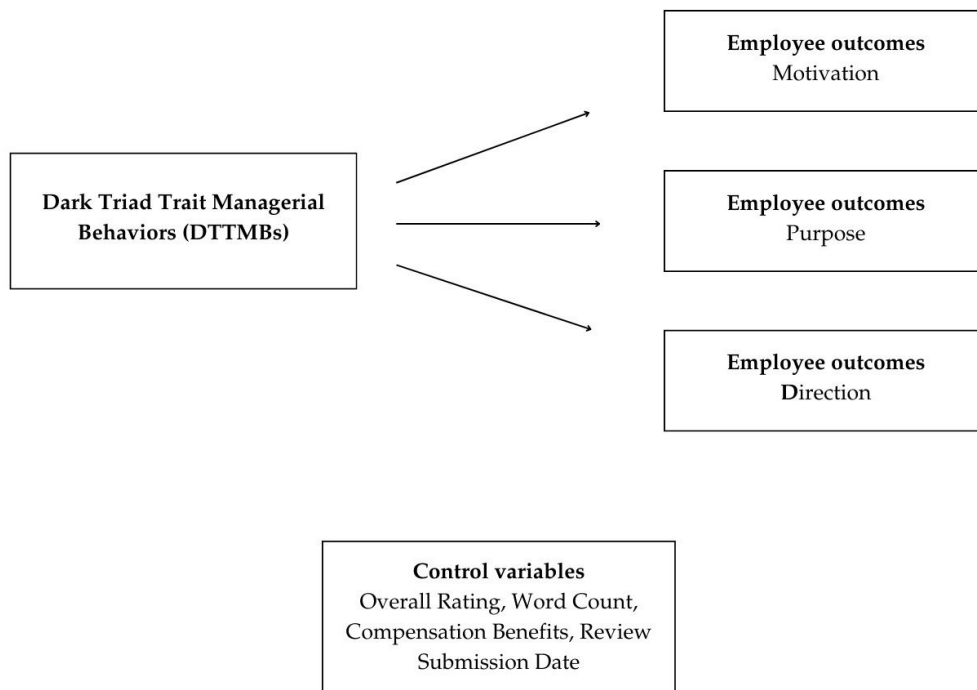 Employee outcomes
Motivation
Dark Triad Trait Managerial
Behaviors (DTTMBs)
Employee outcomes
Purpose
Employee outcomes
Direction
Control variables
Overall Rating, Word Count,
Compensation Benefits, Review
Submission Date